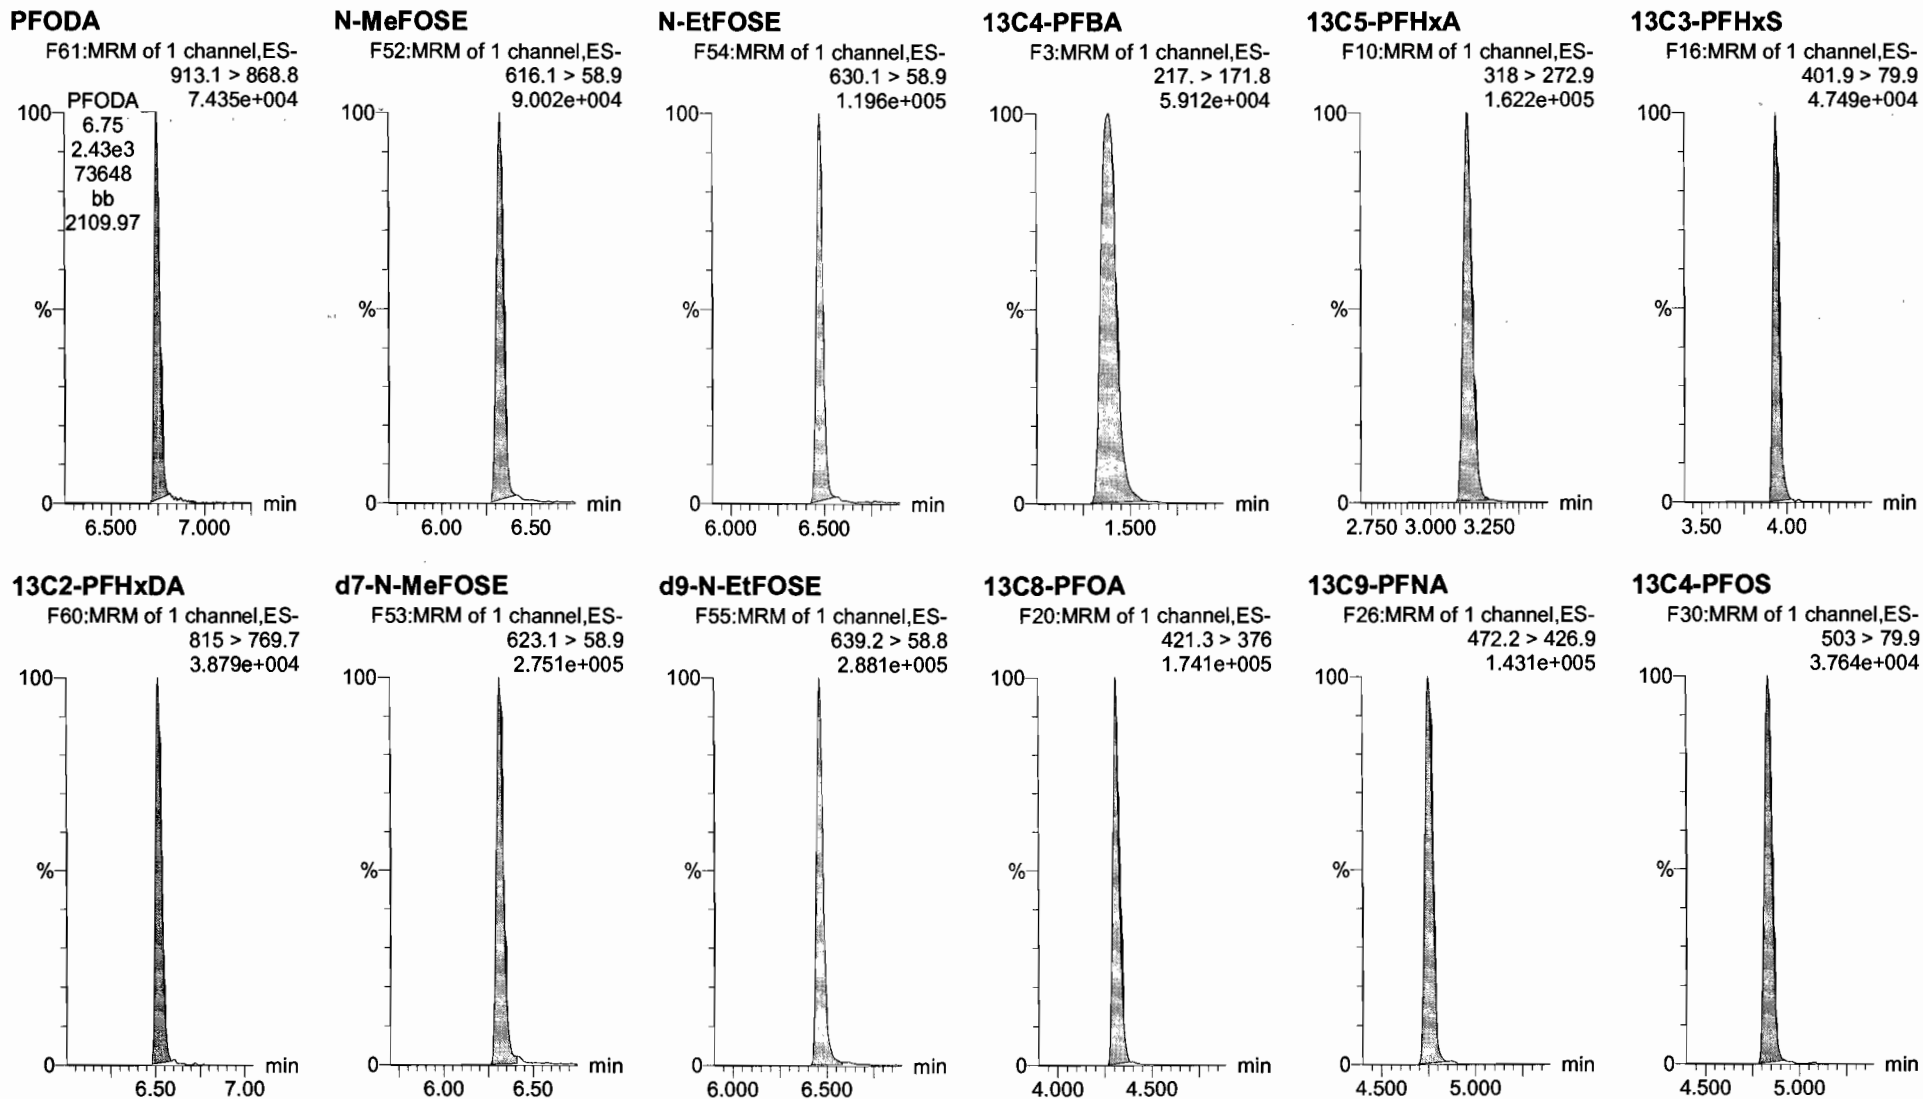 PFODA
F61:MRM of 1 channel,ES-
913.1 > 868.8
7.435e+004
PFODA
6.75
2.43e3
73648
bb
2109.97
100
%
0
6.500 7.000
min
N-MeFOSE
F52:MRM of 1 channel,ES-
616.1 > 58.9
9.002e+004
100
%
0
6.00 6.50
min
N-EtFOSE
F54:MRM of 1 channel,ES-
630.1 > 58.9
1.196e+005
100
%
0
6.000 6.500
min
13C4-PFBA
F3:MRM of 1 channel,ES-
217. > 171.8
5.912e+004
100
%
0
1.500
min
13C5-PFHxA
F10:MRM of 1 channel,ES-
318 > 272.9
1.622e+005
100
%
0
2.750 3.000 3.250
min
13C3-PFHxS
F16:MRM of 1 channel,ES-
401.9 > 79.9
4.749e+004
100
%
0
3.50 4.00
min
13C2-PFHxDA
F60:MRM of 1 channel,ES-
815 > 769.7
3.879e+004
100
%
0
6.50 7.00
min
d7-N-MeFOSE
F53:MRM of 1 channel,ES-
623.1 > 58.9
2.751e+005
100
%
0
6.00 6.50
min
d9-N-EtFOSE
F55:MRM of 1 channel,ES-
639.2 > 58.8
2.881e+005
100
%
0
6.000 6.500
min
13C8-PFOA
F20:MRM of 1 channel,ES-
421.3 > 376
1.741e+005
100
%
0
4.000 4.500
min
13C9-PFNA
F26:MRM of 1 channel,ES-
472.2 > 426.9
1.431e+005
100
%
0
4.500 5.000
min
13C4-PFOS
F30:MRM of 1 channel,ES-
503 > 79.9
3.764e+004
100
%
0
4.500 5.000
min